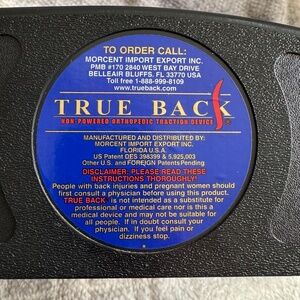 TO ORDER CALL:
MORCENT IMPORT EXPORT INC.
PMB #170 2840 WEST BAY DRIVE
BELLEAIR BLUFFS, FL 33770 USA
Toll free 1-888-999-8109
www.trueback.com
TRUE BACK
NON-POWERED ORTHOPEDIC TRACTION DEVICE
MANUFACTURED AND DISTRIBUTED BY:
MORCENT IMPORT EXPORT INC.
FLORIDA U.S.A.
US Patent DES 398399 & 5,925,003
Other U.S. and FOREIGN Patents Pending
DISCLAIMER: PLEASE READ THESE
INSTRUCTIONS THOROUGHLY!
People with back injuries and pregnant women should
first consult a physician before using this product.
TRUE BACK is not intended as a substitute for
professional or medical care nor is this a
medical device and may not be suitable for
all people. If in doubt consult your
physician. If you feel pain or
dizziness stop.